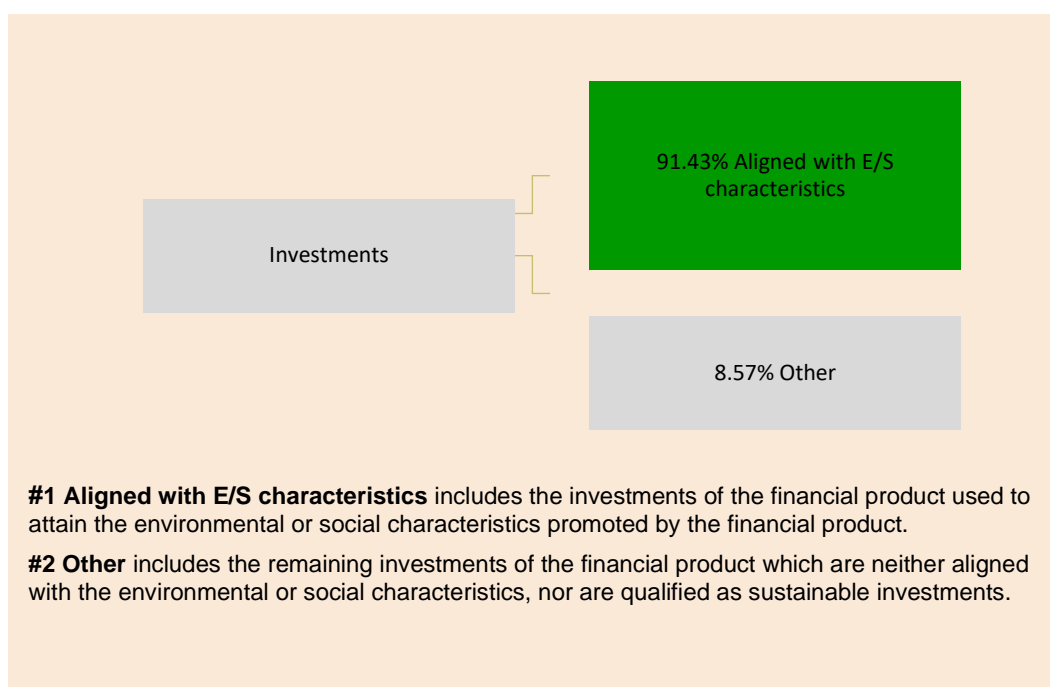 91.43% Aligned with E/S
characteristics
Investments
8.57% Other
#1 Aligned with E/S characteristics includes the investments of the financial product used to
attain the environmental or social characteristics promoted by the financial product.
#2 Other includes the remaining investments of the financial product which are neither aligned
with the environmental or social characteristics, nor are qualified as sustainable investments.